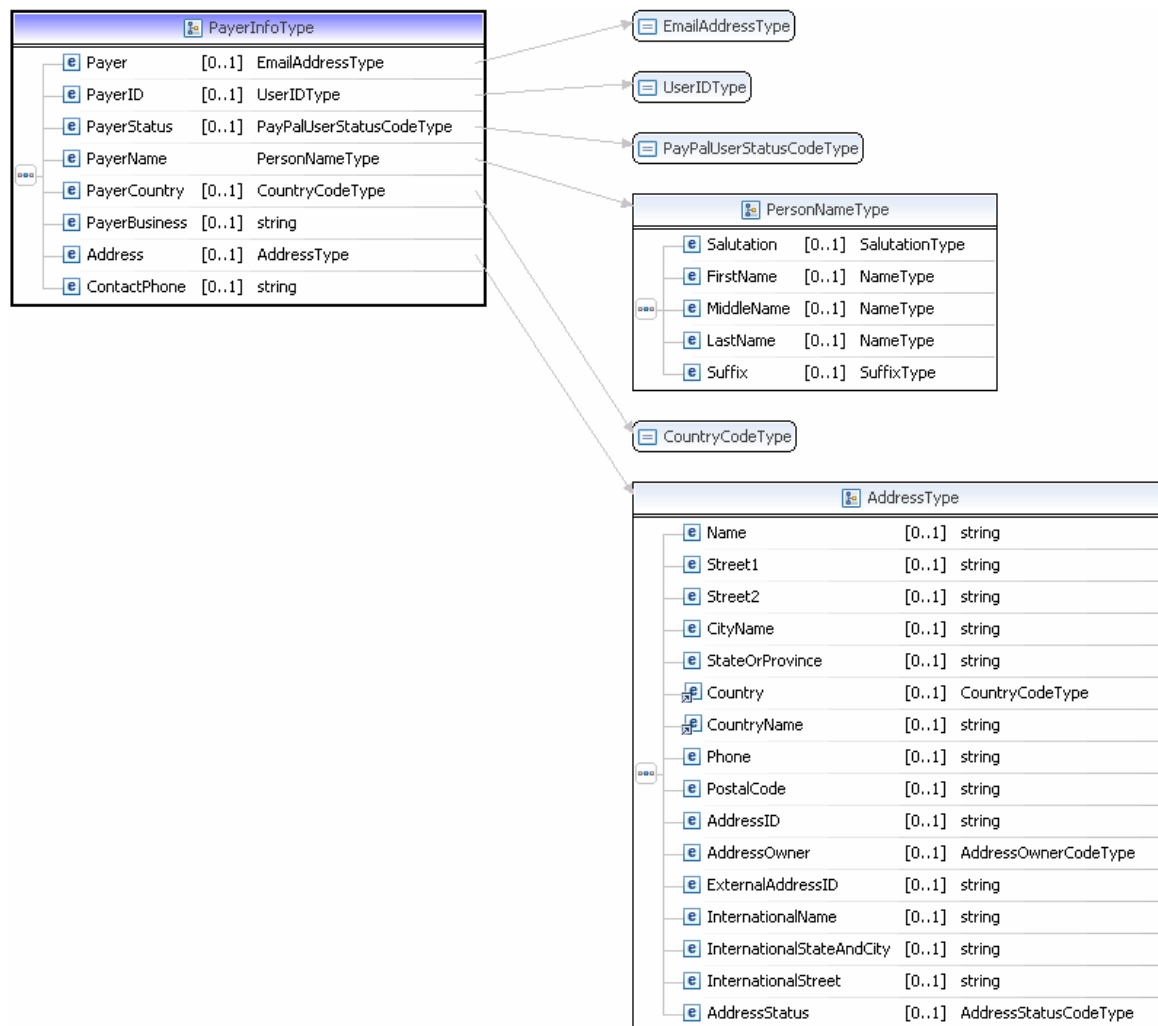 PayerInfoType
Payer [0..1] EmailAddressType
PayerID [0..1] UserIDType
PayerStatus [0..1] PayPalUserStatusCodeType
PayerName PersonNameType
PayerCountry [0..1] CountryCodeType
PayerBusiness [0..1] string
Address [0..1] AddressType
ContactPhone [0..1] string
EmailAddressType
UserIDType
PayPalUserStatusCodeType
PersonNameType
Salutation [0..1] SalutationType
FirstName [0..1] NameType
MiddleName [0..1] NameType
LastName [0..1] NameType
Suffix [0..1] SuffixType
CountryCodeType
AddressType
Name [0..1] string
Street1 [0..1] string
Street2 [0..1] string
CityName [0..1] string
StateOrProvince [0..1] string
Country [0..1] CountryCodeType
CountryName [0..1] string
Phone [0..1] string
PostalCode [0..1] string
AddressID [0..1] string
AddressOwner [0..1] AddressOwnerCodeType
ExternalAddressID [0..1] string
InternationalName [0..1] string
InternationalStateAndCity [0..1] string
InternationalStreet [0..1] string
AddressStatus [0..1] AddressStatusCodeType